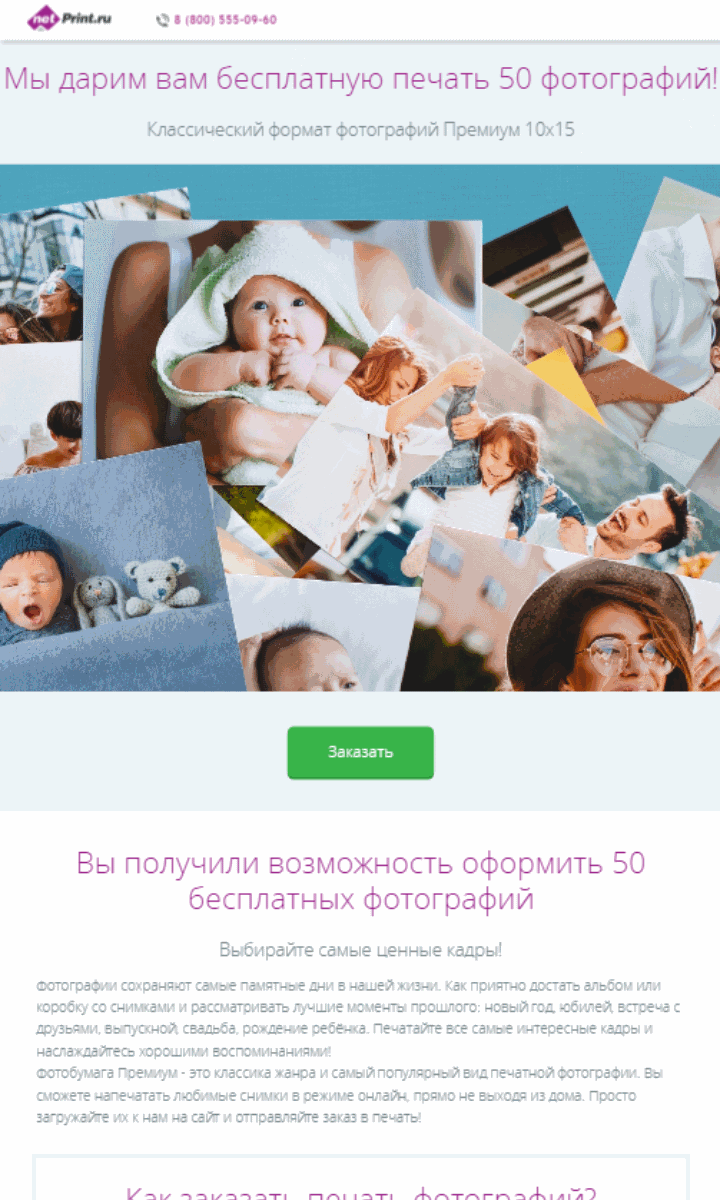 netPrint.ru
8 (800) 555-09-60
Мы дарим вам бесплатную печать 50 фотографий!
Классический формат фотографий Премиум 10x15
Заказать
Вы получили возможность оформить 50
бесплатных фотографий
Выбирайте самые ценные кадры!
Фотографии сохраняют самые памятные дни в нашей жизни. Как приятно достать альбом или
коробку со снимками и рассматривать лучшие моменты прошлого: новый год, юбилей, встреча с
друзьями, выпускной, свадьба, рождение ребёнка. Печатайте все самые интересные кадры и
наслаждайтесь хорошими воспоминаниями!
Фотобумага Премиум - это классика жанра и самый популярный вид печатной фотографии. Вы
сможете напечатать любимые снимки в режиме онлайн, прямо не выходя из дома. Просто
загружайте их к нам на сайт и отправляйте заказ в печать!
Как заказать печать фотографий?